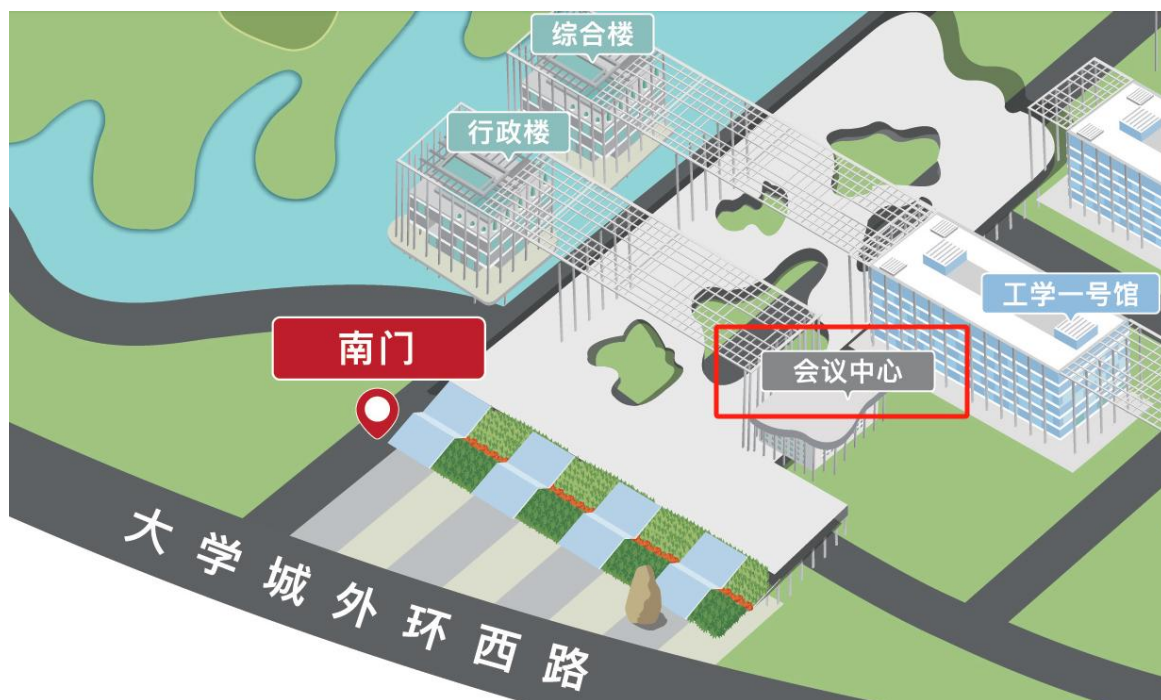 综合楼
行政楼
工学一号馆
南门
会议中心
大学城外环西路